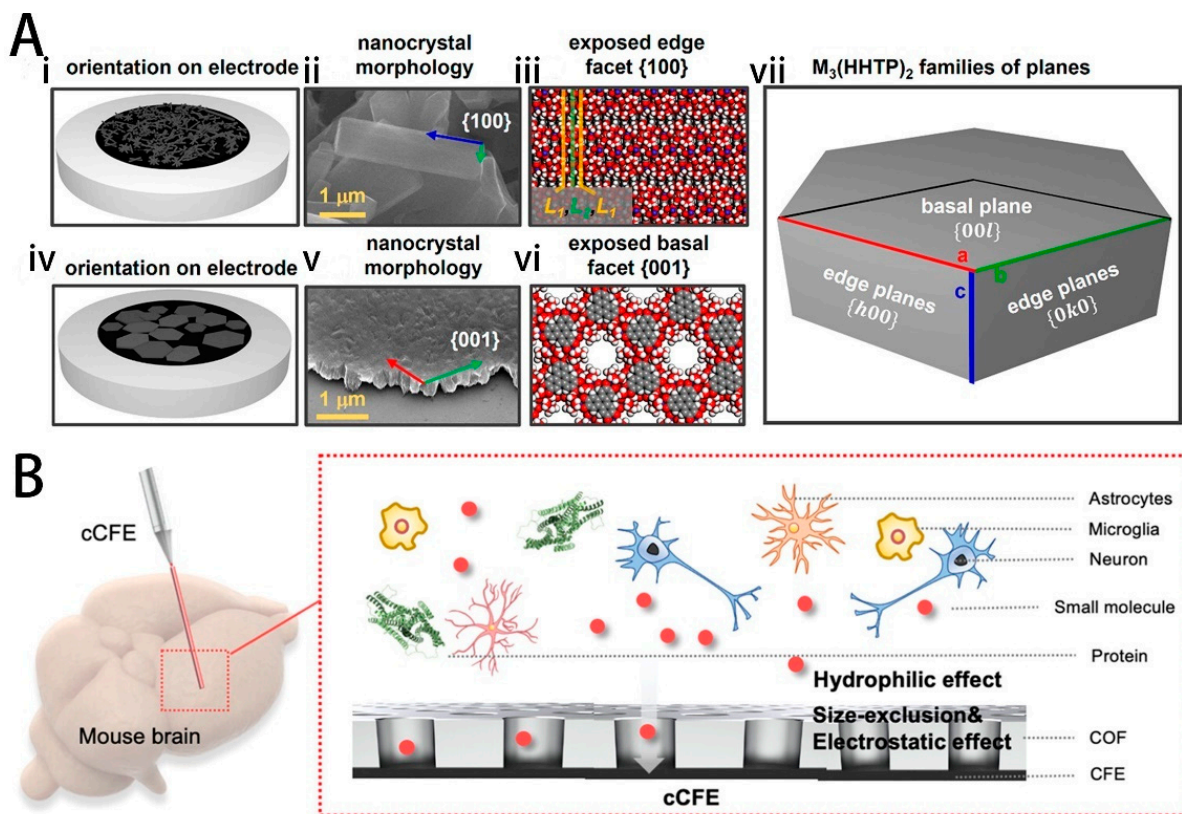 A
i
orientation on electrode
ii
nanocrystal
morphology
{100}
1 μm
iii
exposed edge
facet {100}
L₁, L₂, L₁
iv
orientation on electrode
v
nanocrystal
morphology
{001}
1 μm
vi
exposed basal
facet {001}
vii
M₃(HHTP)₂ families of planes
basal plane
{00l}
a
b
c
edge planes
{h00}
edge planes
{0k0}
B
cCFE
Mouse brain
Astrocytes
Microglia
Neuron
Small molecule
Protein
Hydrophilic effect
Size-exclusion&
Electrostatic effect
COF
CFE
cCFE